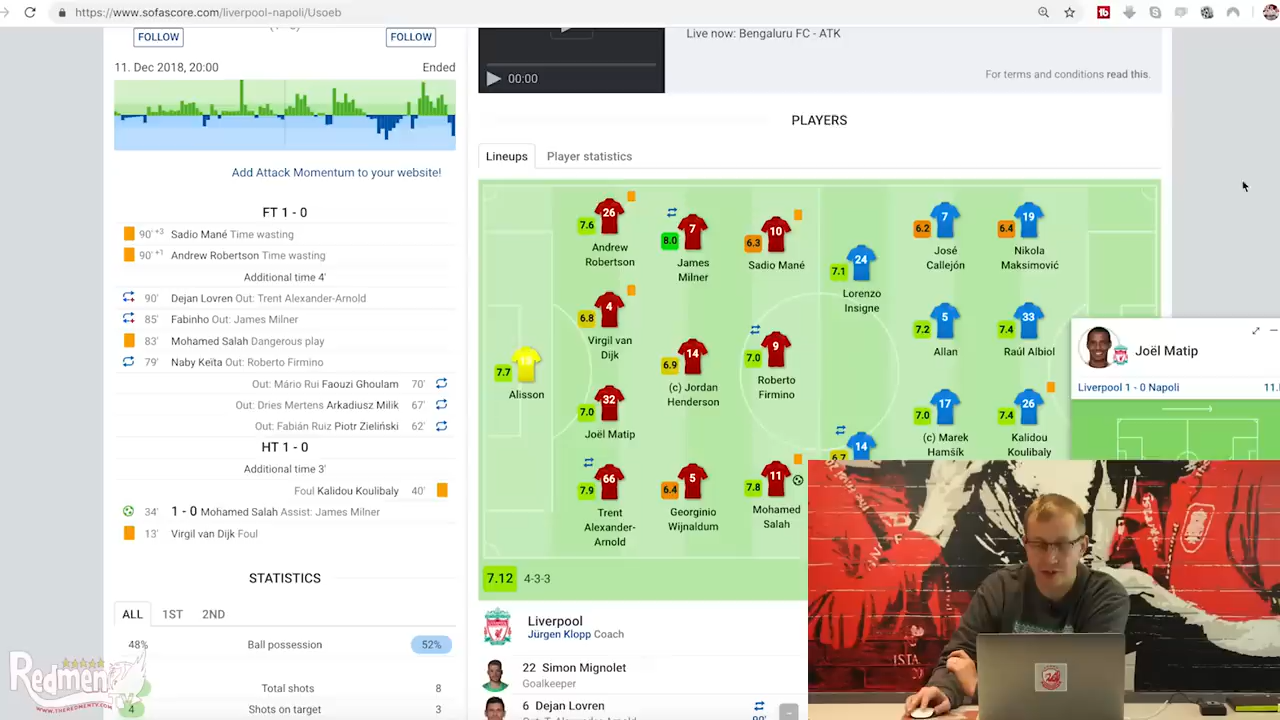 https://www.sofascore.com/liverpool-napoli/Usoeb
FOLLOW
FOLLOW
11. Dec 2018, 20:00
Ended
Add Attack Momentum to your website!
FT 1 - 0
90' +3 Sadio Mané Time wasting
90' +1 Andrew Robertson Time wasting
Additional time 4'
90' Dejan Lovren Out: Trent Alexander-Arnold
85' Fabinho Out: James Milner
83' Mohamed Salah Dangerous play
79' Naby Keïta Out: Roberto Firmino
Out: Mário Rui Faouzi Ghoulam 70'
Out: Dries Mertens Arkadiusz Milik 67'
Out: Fabián Ruiz Piotr Zieliński 62'
HT 1 - 0
Additional time 3'
Foul Kalidou Koulibaly 40'
34' 1 - 0 Mohamed Salah Assist: James Milner
13' Virgil van Dijk Foul
STATISTICS
ALL
1ST
2ND
48%
Ball possession
52%
Total shots
8
4
Shots on target
3
Redmen
WWW.THEREDMENTV.COM
00:00
Live now: Bengaluru FC - ATK
For terms and conditions read this.
PLAYERS
Lineups
Player statistics
26
7.6
Andrew
Robertson
7
8.0
James
Milner
10
6.3
Sadio Mané
4
6.8
Virgil van
Dijk
7.7
Alisson
14
6.9
(c) Jordan
Henderson
9
7.0
Roberto
Firmino
32
7.0
Joël Matip
66
7.9
Trent
Alexander-
Arnold
5
6.4
Georginio
Wijnaldum
11
7.8
Mohamed
Salah
24
7.1
Lorenzo
Insigne
7
6.2
José
Callejón
19
6.4
Nikola
Maksimović
5
7.2
Allan
33
7.4
Raúl Albiol
17
7.0
(c) Marek
Hamšík
26
7.4
Kalidou
Koulibaly
14
7.12
4-3-3
Liverpool
Jürgen Klopp Coach
22 Simon Mignolet
Goalkeeper
6 Dejan Lovren
90'
Joël Matip
Liverpool 1 - 0 Napoli